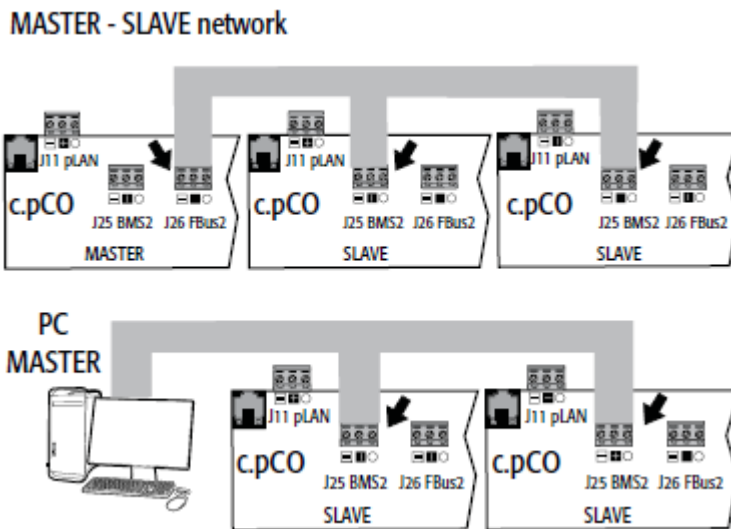 MASTER - SLAVE network
J11 pLAN
J11 pLAN
J11 pLAN
c.pCO
c.pCO
c.pCO
J25 BMS2 J26 FBus2
J25 BMS2 J26 FBus2
J25 BMS2 J26 FBus2
MASTER
SLAVE
SLAVE
PC
MASTER
J11 pLAN
J11 pLAN
c.pCO
c.pCO
J25 BMS2 J26 FBus2
J25 BMS2 J26 FBus2
SLAVE
SLAVE